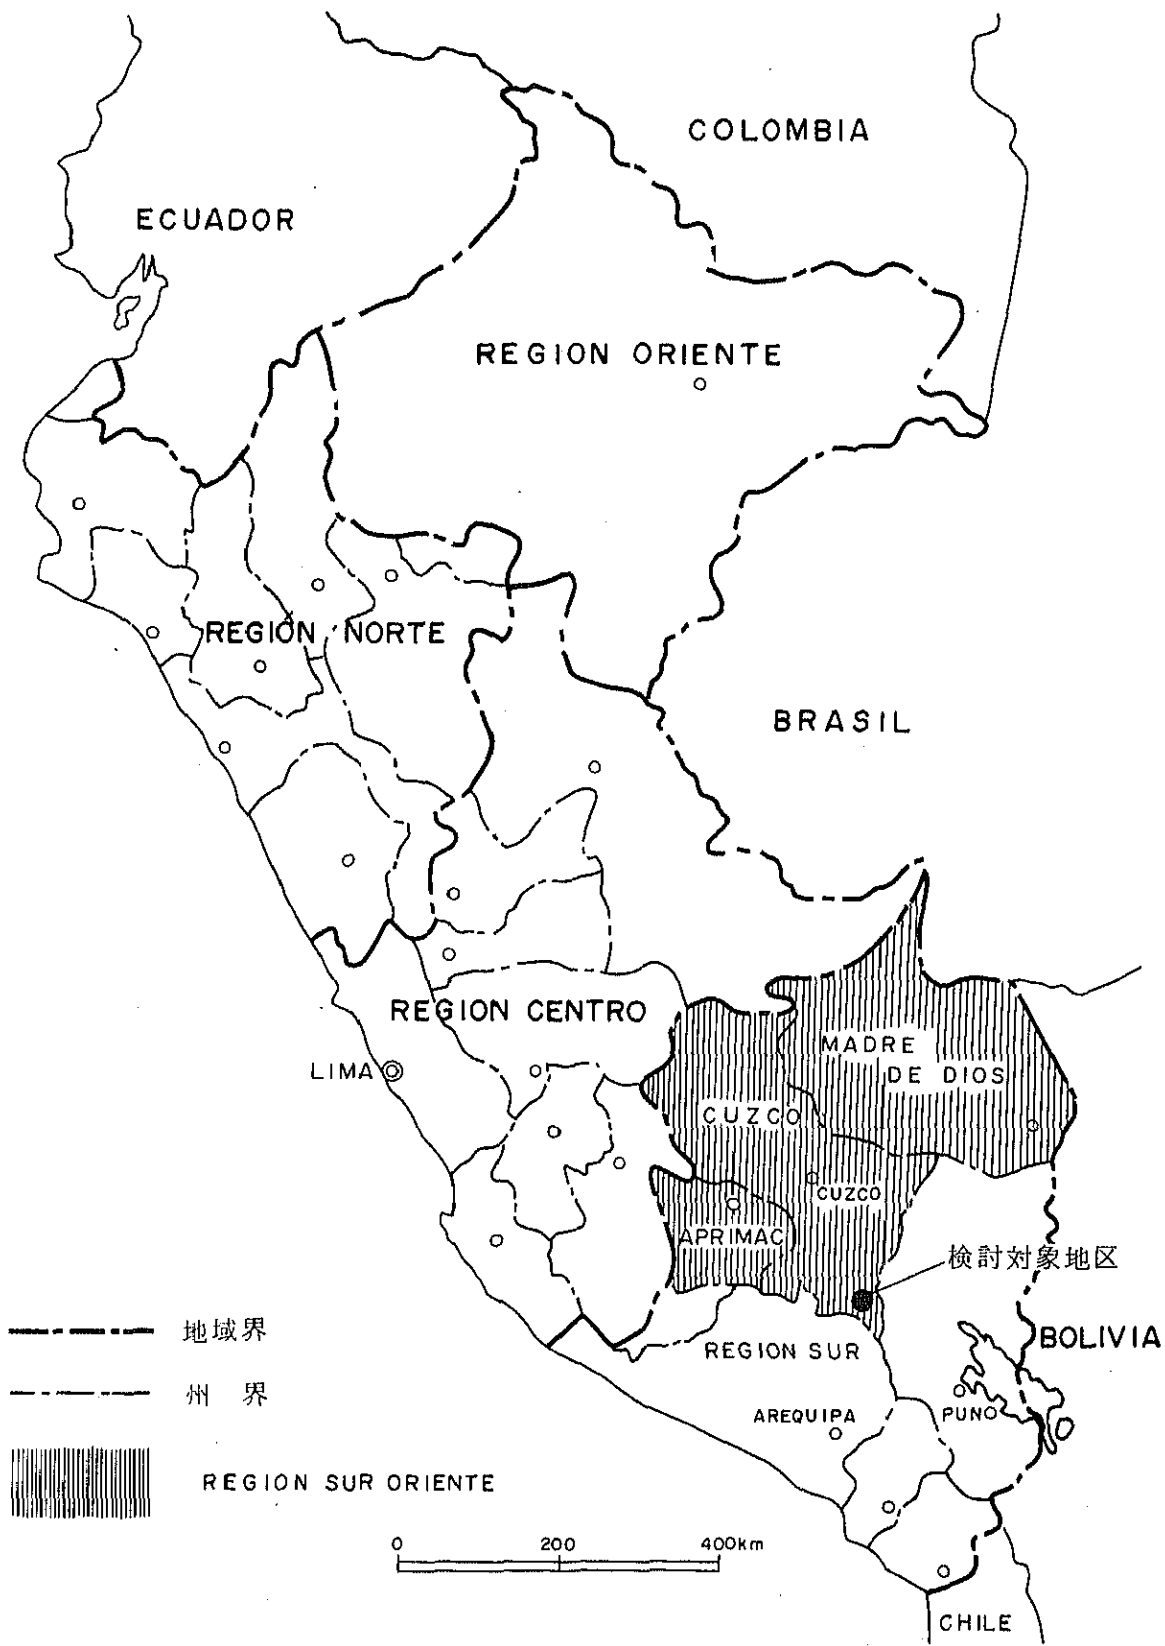 COLOMBIA
ECUADOR
REGION ORIENTE
REGION NORTE
BRASIL
REGION CENTRO
MADRE
DE DIOS
LIMA
CUZCO
CUZCO
APRIMAC
検討対象地区
地域界
BOLIVIA
REGION SUR
州 界
AREQUIPA
PUNO
REGION SUR ORIENTE
0 200 400km
CHILE